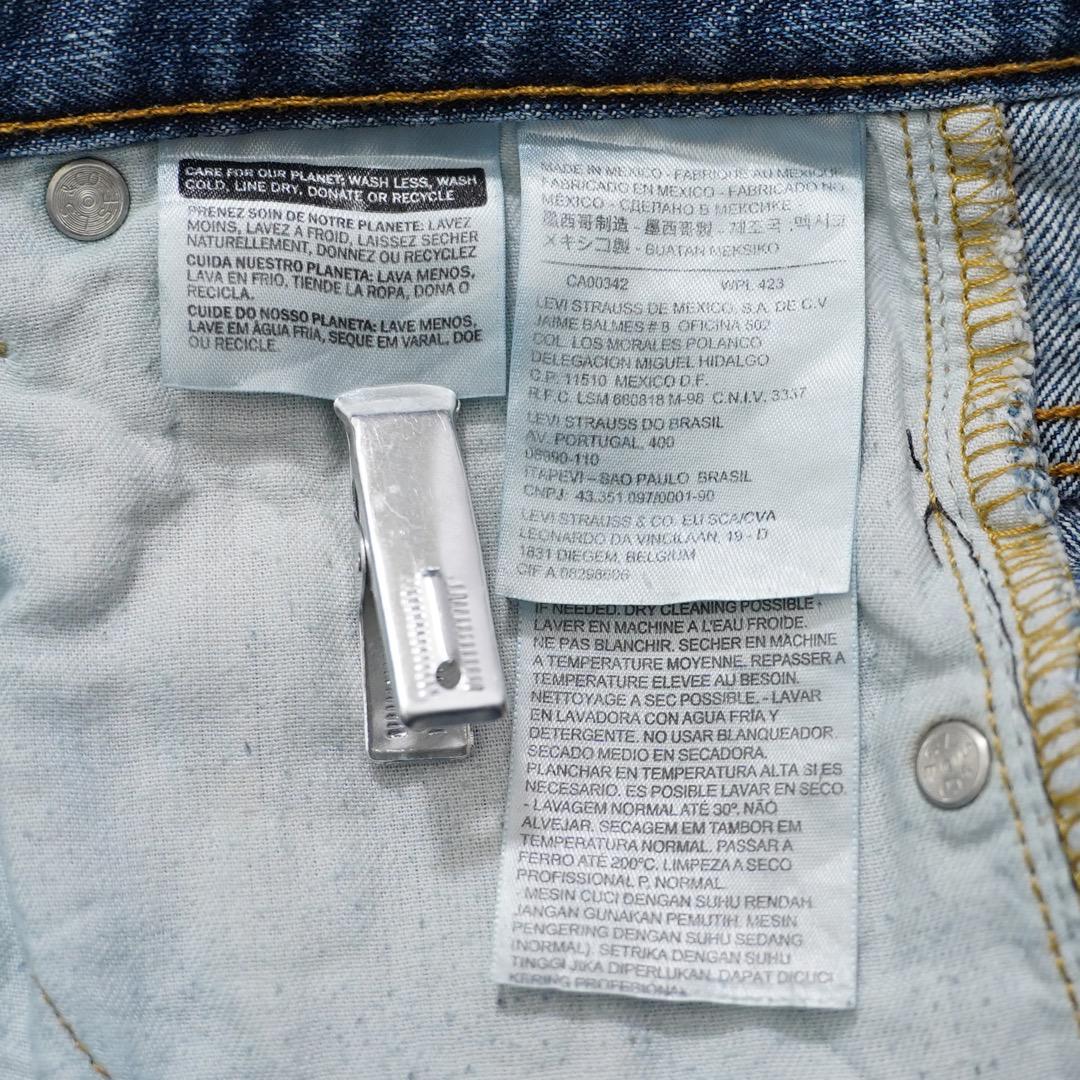 CARE FOR OUR PLANET: WASH LESS, WASH
COLD, LINE DRY, DONATE OR RECYCLE
PRENEZ SOIN DE NOTRE PLANETE: LAVEZ
MOINS, LAVEZ A FROID, LAISSEZ SECHER
NATURELLEMENT, DONNEZ OU RECYCLEZ
CUIDA NUESTRO PLANETA: LAVA MENOS,
LAVA EN FRIO, TIENDE LA ROPA, DONA O
RECICLA.
CUIDE DO NOSSO PLANETA: LAVE MENOS,
LAVE EM ÀGUA FRIA, SEQUE EM VARAL, DOE
OU RECICLE.
MADE IN MEXICO - FABRIQUE AU MEXIQUE
FABRICADO EN MEXICO - FABRICADO NO
MÉXICO - СДЕЛАНО В МЕКСИКЕ -
墨西哥制造 - 墨西哥製 - 제조국 :멕시코
メキシコ製 - BUATAN MEKSIKO
CA00342 WPL 423
LEVI STRAUSS DE MEXICO, S.A. DE C.V
JAIME BALMES # 8 OFICINA 502
COL. LOS MORALES POLANCO
DELEGACION MIGUEL HIDALGO
C.P. 11510 MEXICO D.F.
R.F.C. LSM 660818 M-98 C.N.I.V. 3337
LEVI STRAUSS DO BRASIL
AV. PORTUGAL, 400
06690-110
ITAPEVI – SAO PAULO BRASIL
CNPJ: 43.351.097/0001-90
LEVI STRAUSS & CO. EU SCA/CVA
LEONARDO DA VINCILAAN, 19 - D
1831 DIEGEM, BELGIUM
CIF A 08298606
IF NEEDED. DRY CLEANING POSSIBLE -
LAVER EN MACHINE A L'EAU FROIDE.
NE PAS BLANCHIR. SECHER EN MACHINE
A TEMPERATURE MOYENNE. REPASSER A
TEMPERATURE ELEVEE AU BESOIN.
NETTOYAGE A SEC POSSIBLE. - LAVAR
EN LAVADORA CON AGUA FRÍA Y
DETERGENTE. NO USAR BLANQUEADOR.
SECADO MEDIO EN SECADORA.
PLANCHAR EN TEMPERATURA ALTA SI ES
NECESARIO. ES POSIBLE LAVAR EN SECO.
- LAVAGEM NORMAL ATÉ 30º. NÃO
ALVEJAR. SECAGEM EM TAMBOR EM
TEMPERATURA NORMAL. PASSAR A
FERRO ATÉ 200ºC. LIMPEZA A SECO
PROFISSIONAL P, NORMAL.
- MESIN CUCI DENGAN SUHU RENDAH
JANGAN GUNAKAN PEMUTIH. MESIN
PENGERING DENGAN SUHU SEDANG
(NORMAL). SETRIKA DENGAN SUHU
TINGGI JIKA DIPERLUKAN. DAPAT DICUCI
KERING PROFESIONAL